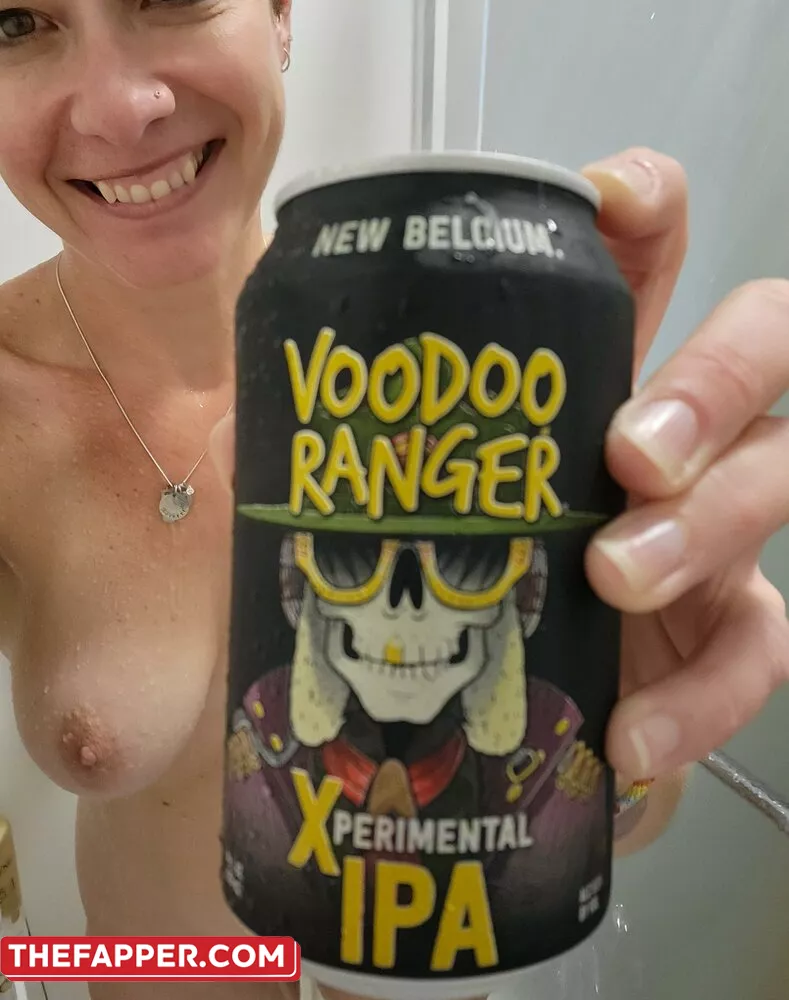 NEW BELGIUM.
VOODOO
RANGER
XPERIMENTAL
IPA
THEFAPPER.COM